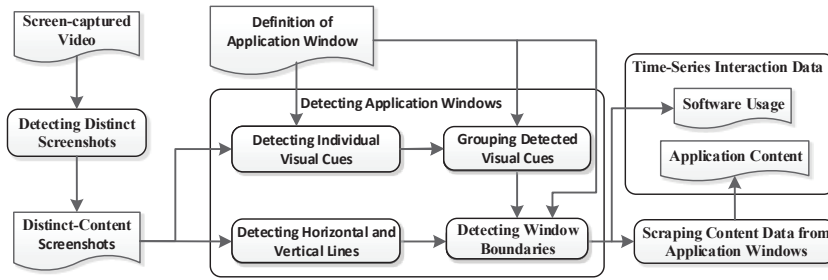 Screen-captured
Video
Definition of
Application Window
Time-Series Interaction Data
Detecting Application Windows
Software Usage
Detecting Distinct
Screenshots
Detecting Individual
Visual Cues
Grouping Detected
Visual Cues
Application Content
Distinct-Content
Screenshots
Detecting Horizontal and
Vertical Lines
Detecting Window
Boundaries
Scraping Content Data from
Application Windows